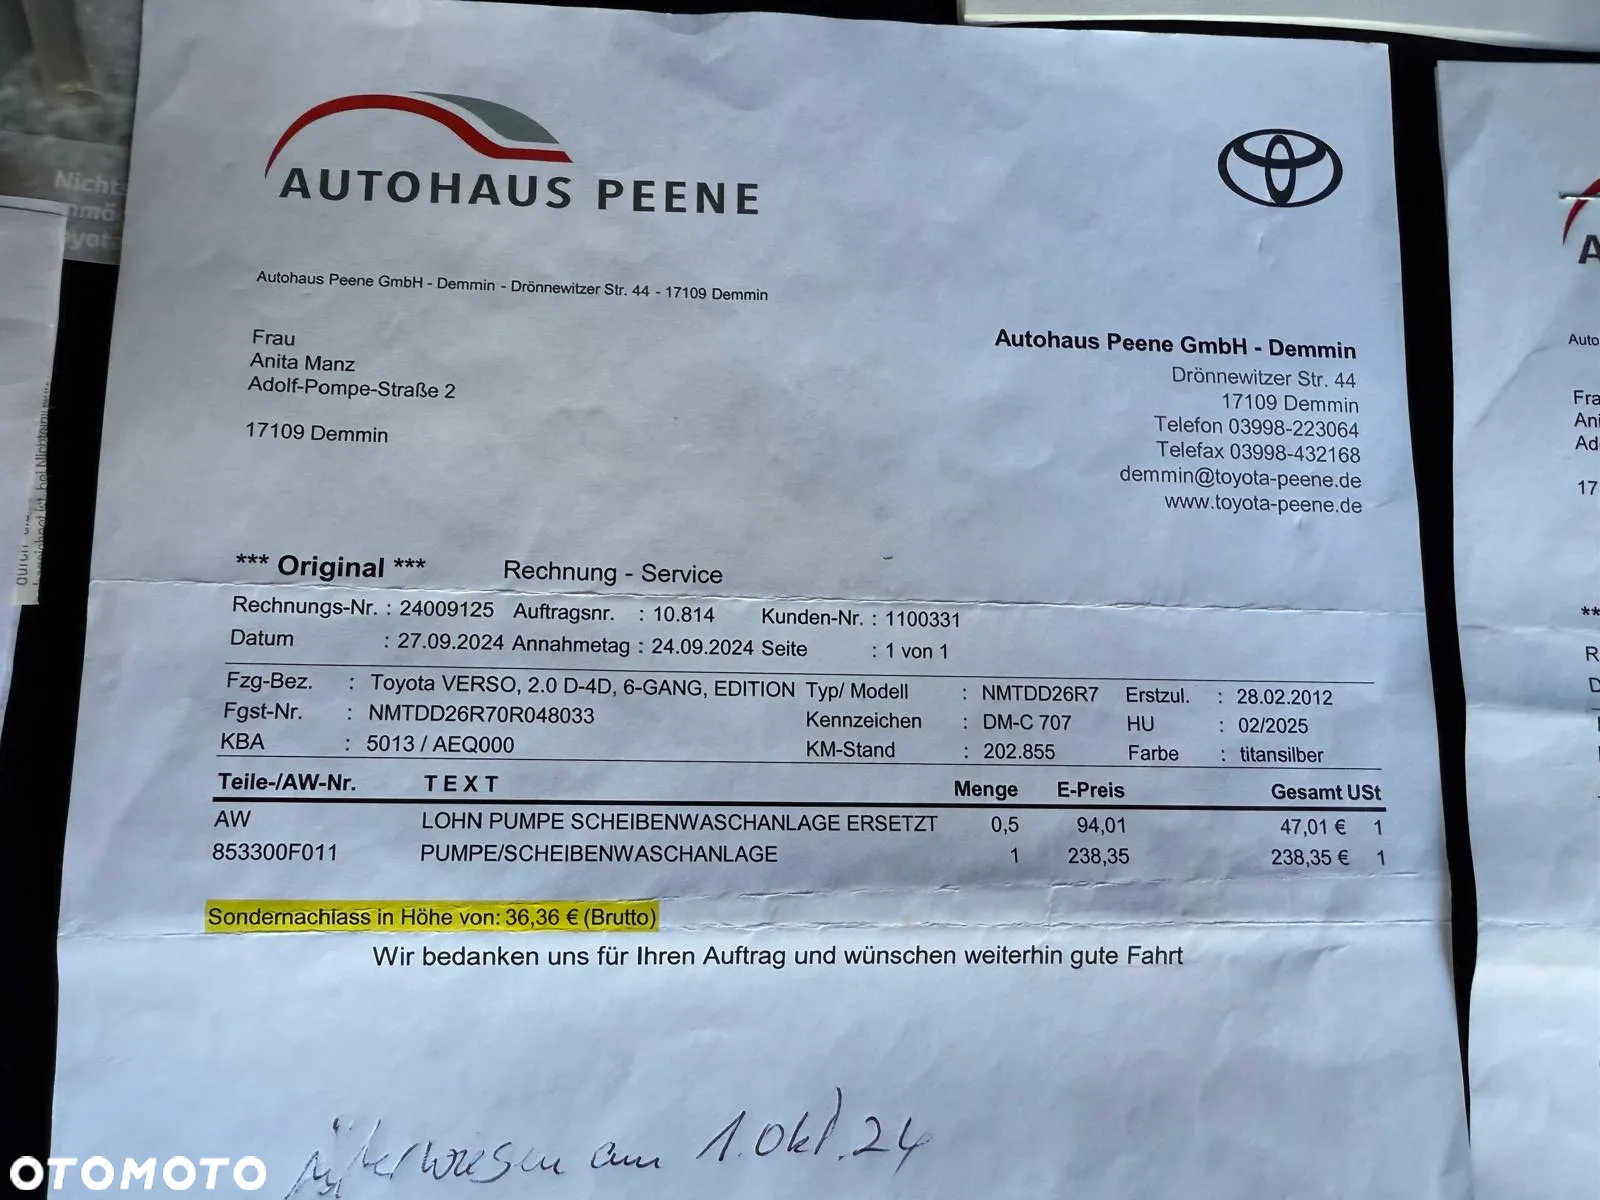 AUTOHAUS PEENE
Autohaus Peene GmbH - Demmin - Drönnewitzer Str. 44 - 17109 Demmin
Frau
Anita Manz
Adolf-Pompe-Straße 2
17109 Demmin
Autohaus Peene GmbH - Demmin
Drönnewitzer Str. 44
17109 Demmin
Telefon 03998-223064
Telefax 03998-432168
demmin@toyota-peene.de
www.toyota-peene.de
*** Original *** Rechnung - Service
Rechnungs-Nr. : 24009125 Auftragsnr. : 10.814 Kunden-Nr. : 1100331
Datum : 27.09.2024 Annahmetag : 24.09.2024 Seite : 1 von 1
Fzg-Bez. : Toyota VERSO, 2.0 D-4D, 6-GANG, EDITION Typ/ Modell : NMTDD26R7 Erstzul. : 28.02.2012
Fgst-Nr. : NMTDD26R70R048033 Kennzeichen : DM-C 707 HU : 02/2025
KBA : 5013 / AEQ000 KM-Stand : 202.855 Farbe : titansilber
Teile-/AW-Nr. TEXT Menge E-Preis Gesamt USt
AW LOHN PUMPE SCHEIBENWASCHANLAGE ERSETZT 0,5 94,01 47,01 € 1
853300F011 PUMPE/SCHEIBENWASCHANLAGE 1 238,35 238,35 € 1
Sondernachlass in Höhe von: 36,36 € (Brutto)
Wir bedanken uns für Ihren Auftrag und wünschen weiterhin gute Fahrt
überwiesen am 1. Okt. 24
Nichts
A
Auto
Fra
Ani
Ad
17
**
R
OTOMOTO